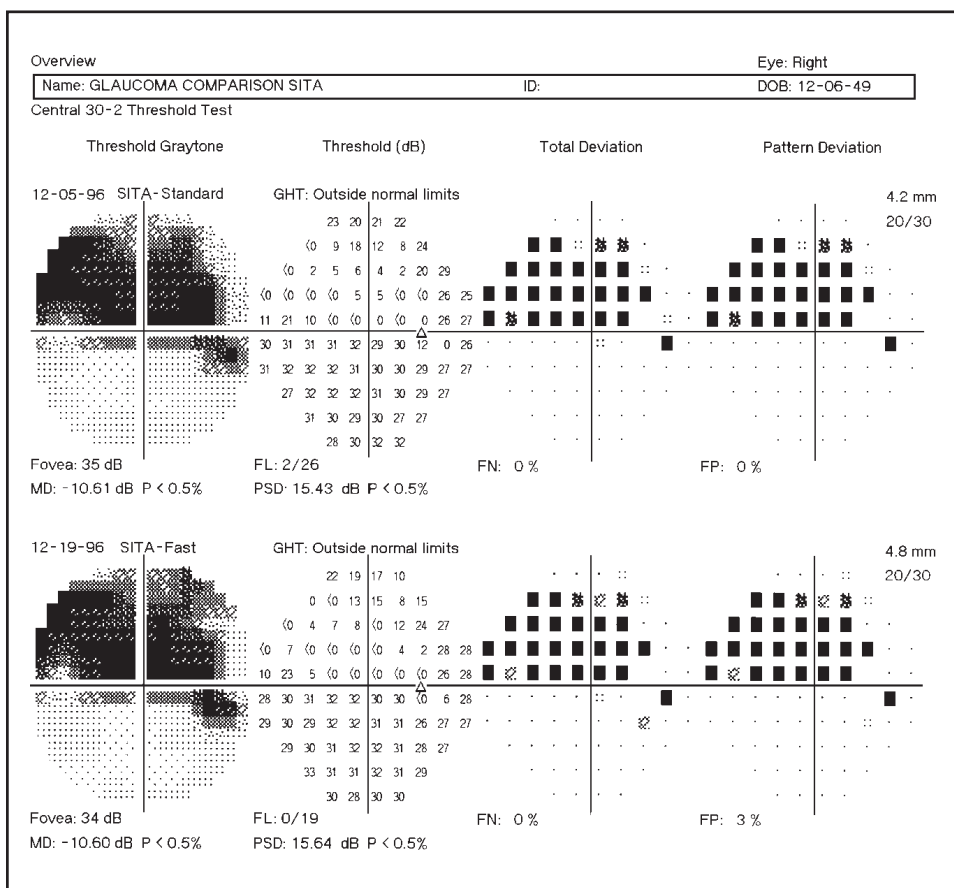 Overview Eye: Right
Name: GLAUCOMA COMPARISON SITA ID: DOB: 12-06-49
Central 30-2 Threshold Test
Threshold Graytone Threshold (dB) Total Deviation Pattern Deviation
12-05-96 SITA-Standard GHT: Outside normal limits 4.2 mm
20/30
23 20 21 22
⟨0 9 18 12 8 24
⟨0 2 5 6 4 2 20 29
⟨0 ⟨0 ⟨0 ⟨0 5 5 ⟨0 ⟨0 26 25
11 21 10 ⟨0 ⟨0 0 ⟨0 0 26 27
30 31 31 31 32 29 30 12 0 26
31 32 32 32 31 30 30 29 27 27
27 32 32 32 31 30 29 27
31 30 29 30 27 27
28 30 32 32
Fovea: 35 dB FL: 2/26 FN: 0 % FP: 0 %
MD: -10.61 dB P < 0.5% PSD: 15.43 dB P < 0.5%
12-19-96 SITA-Fast GHT: Outside normal limits 4.8 mm
20/30
22 19 17 10
0 ⟨0 13 15 8 15
⟨0 4 7 8 ⟨0 12 24 27
⟨0 7 ⟨0 ⟨0 ⟨0 ⟨0 4 2 28 28
10 23 5 ⟨0 ⟨0 ⟨0 ⟨0 ⟨0 26 28
28 30 31 32 32 30 30 ⟨0 6 28
29 30 29 32 32 31 31 26 27 27
29 30 31 32 32 31 28 27
33 31 31 32 31 29
30 28 30 30
Fovea: 34 dB FL: 0/19 FN: 0 % FP: 3 %
MD: -10.60 dB P < 0.5% PSD: 15.64 dB P < 0.5%